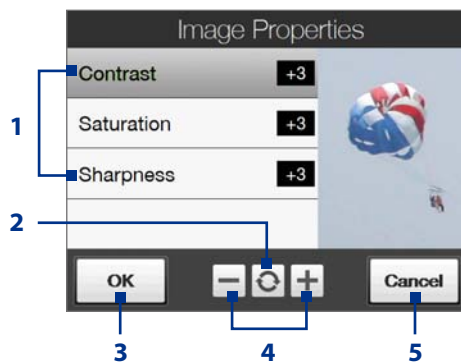 Image Properties
Contrast +3
1
Saturation +3
Sharpness +3
2
OK
Cancel
3
4
5